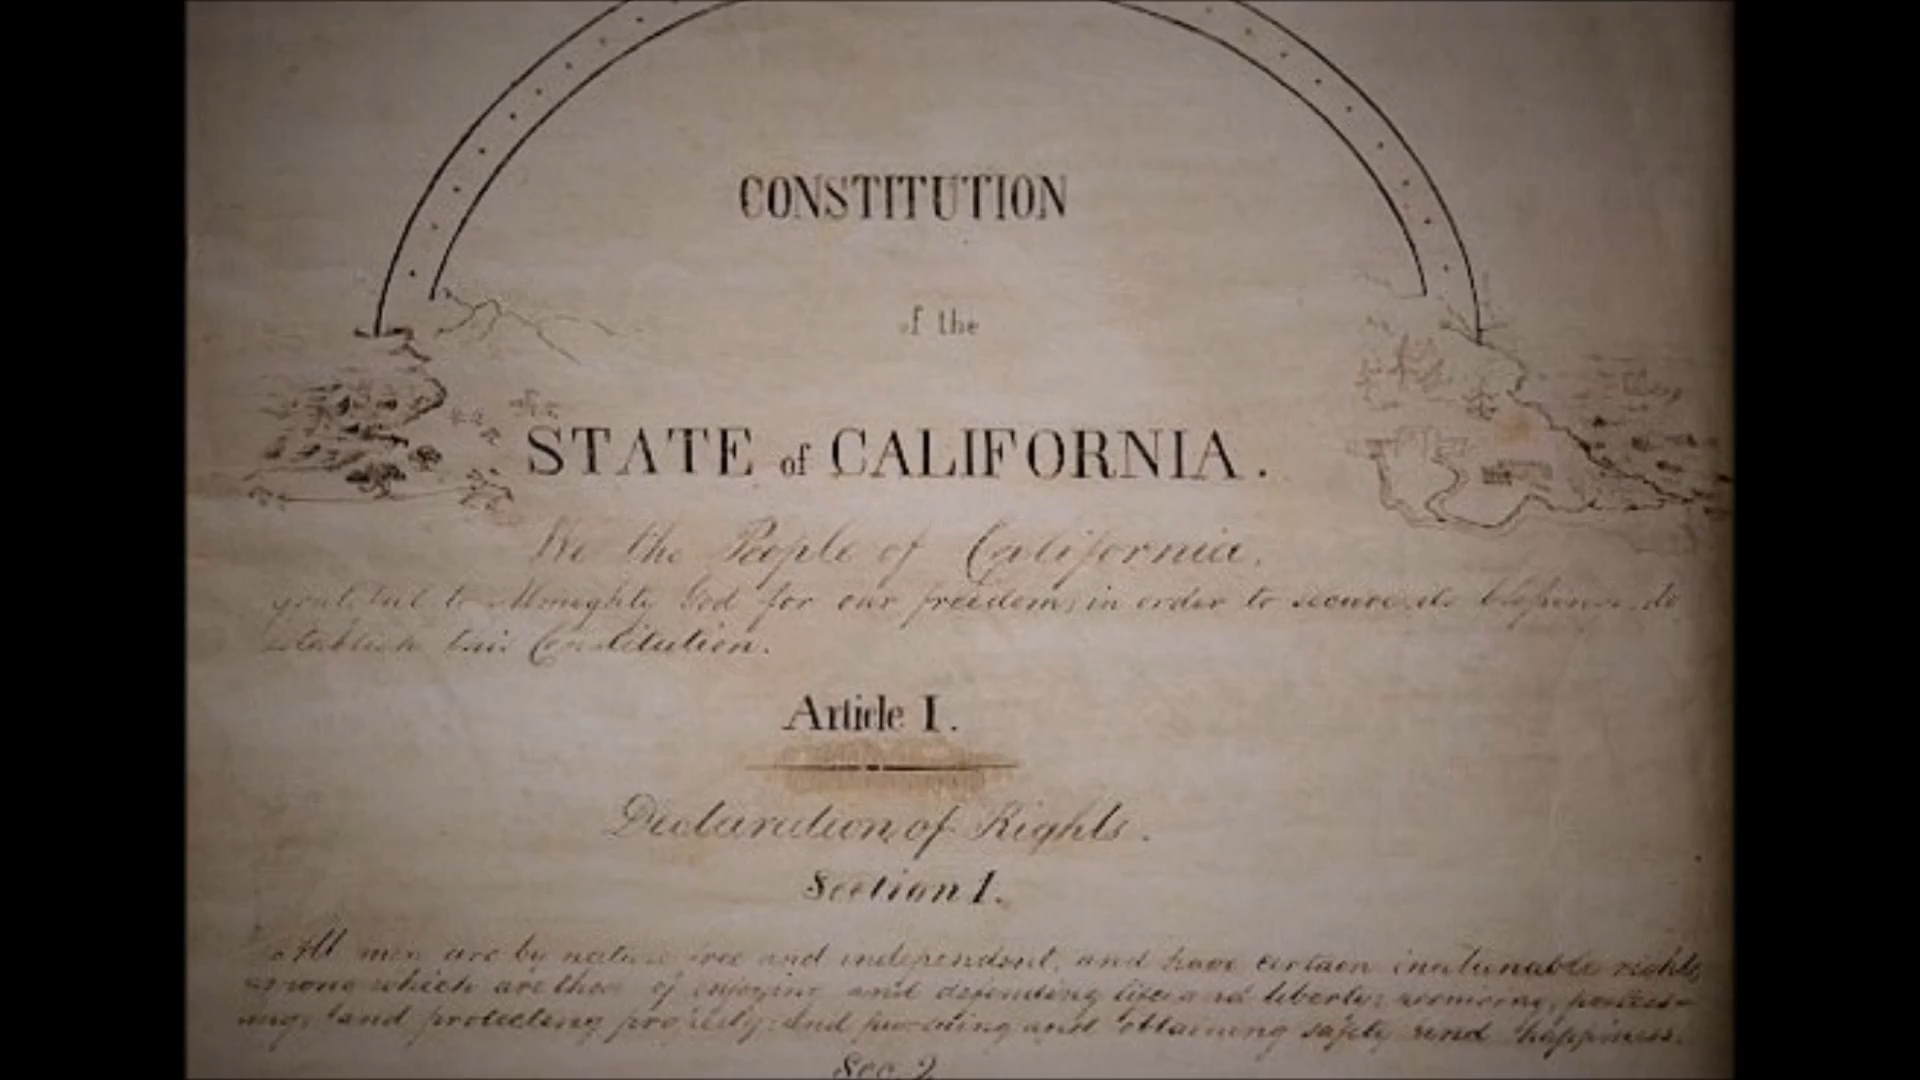 CONSTITUTION
of the
STATE of CALIFORNIA.
We the People of California,
grateful to Almighty God for our freedom, in order to secure its blessings, do
establish this Constitution.
Article I.
Declaration of Rights.
Section 1.
All men are by nature free and independent, and have certain inalienable rights,
among which are those of enjoying and defending life and liberty: acquiring, possess-
ing, and protecting property: and pursuing and obtaining safety and happiness.
Sec. 2.